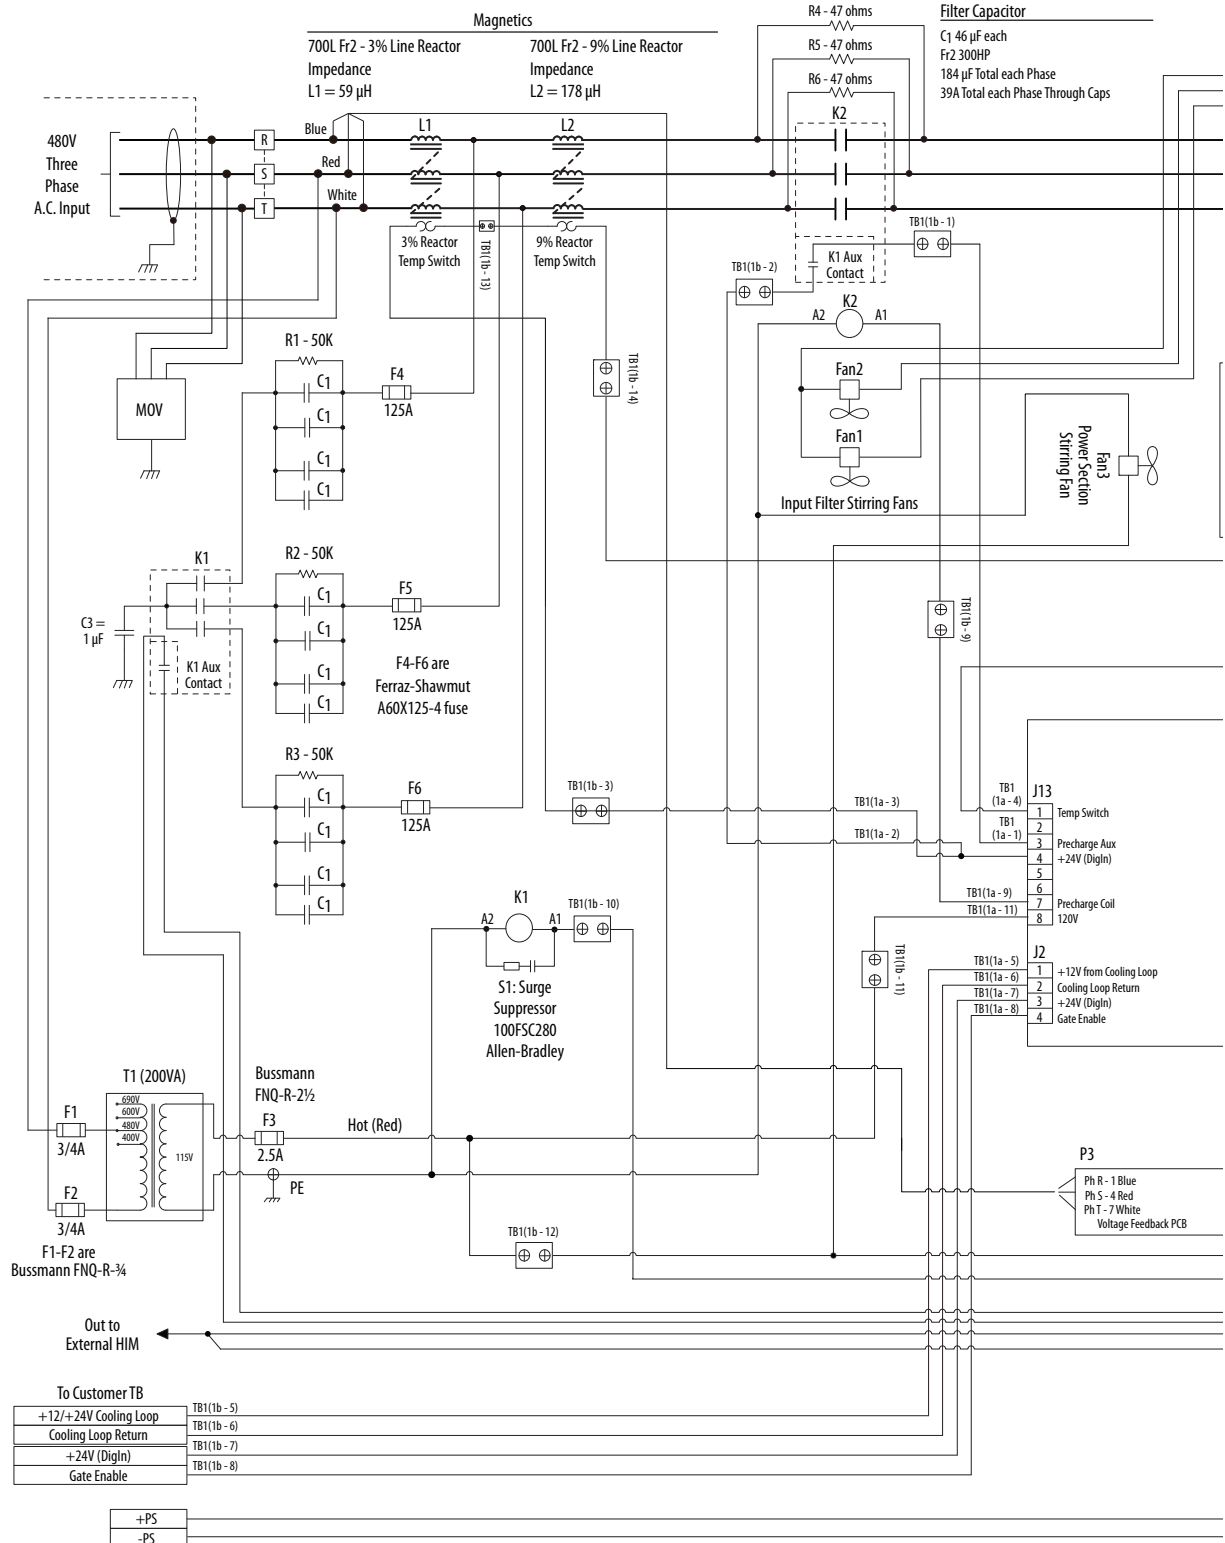 Magnetics
700L Fr2 - 3% Line Reactor
Impedance
L1 = 59 µH
700L Fr2 - 9% Line Reactor
Impedance
L2 = 178 µH
R4 - 47 ohms
R5 - 47 ohms
R6 - 47 ohms
K2
Filter Capacitor
C1 46 µF each
Fr2 300HP
184 µF Total each Phase
39A Total each Phase Through Caps
480V
Three
Phase
A.C. Input
R
S
T
Blue
Red
White
L1
L2
3% Reactor
Temp Switch
TB1(1b - 13)
9% Reactor
Temp Switch
K1 Aux
Contact
TB1(1b - 1)
TB1(1b - 2)
K2
A2
A1
MOV
R1 - 50K
C1
C1
C1
C1
F4
125A
TB1(1b - 14)
Fan2
Fan1
Input Filter Stirring Fans
Fan3
Power Section
Stirring Fan
K1
C3 =
1 µF
K1 Aux
Contact
R2 - 50K
C1
C1
C1
C1
F5
125A
F4-F6 are
Ferraz-Shawmut
A60X125-4 fuse
TB1(1b - 9)
R3 - 50K
C1
C1
C1
C1
F6
125A
TB1(1b - 3)
TB1(1a - 3)
TB1(1a - 2)
TB1
(1a - 4)
TB1
(1a - 1)
J13
1 Temp Switch
2
3 Precharge Aux
4 +24V (DigIn)
5
6
7 Precharge Coil
8 120V
TB1(1a - 9)
TB1(1a - 11)
K1
A2
A1
TB1(1b - 10)
S1: Surge
Suppressor
100FSC280
Allen-Bradley
TB1(1b - 11)
J2
TB1(1a - 5)
TB1(1a - 6)
TB1(1a - 7)
TB1(1a - 8)
1 +12V from Cooling Loop
2 Cooling Loop Return
3 +24V (DigIn)
4 Gate Enable
T1 (200VA)
690V
600V
480V
400V
115V
F1
3/4A
F2
3/4A
F1-F2 are
Bussmann FNQ-R-¾
Bussmann
FNQ-R-2½
F3
2.5A
PE
Hot (Red)
TB1(1b - 12)
P3
Ph R - 1 Blue
Ph S - 4 Red
Ph T - 7 White
Voltage Feedback PCB
Out to
External HIM
To Customer TB
+12/+24V Cooling Loop
Cooling Loop Return
+24V (DigIn)
Gate Enable
TB1(1b - 5)
TB1(1b - 6)
TB1(1b - 7)
TB1(1b - 8)
+PS
-PS